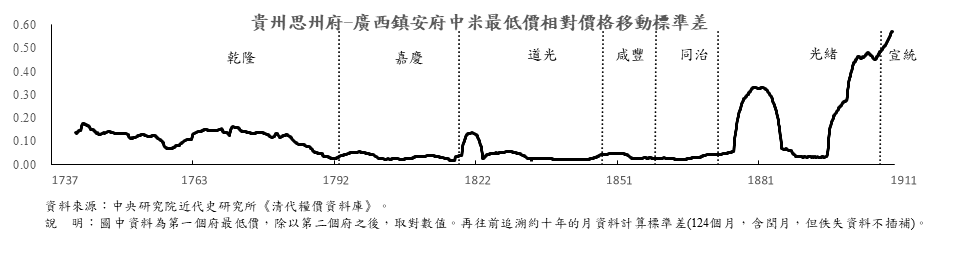 貴州思州府–廣西鎮安府中米最低價相對價格移動標準差
0.60
0.50
0.40
0.30
0.20
0.10
0.00
乾隆
嘉慶
道光
咸豐
同治
光緒
宣統
1737
1763
1792
1822
1851
1881
1911
資料來源：中央研究院近代史研究所《清代糧價資料庫》。
說　明：圖中資料為第一個府最低價，除以第二個府之後，取對數值。再往前追溯約十年的月資料計算標準差(124個月，含閏月，但佚失資料不插補)。